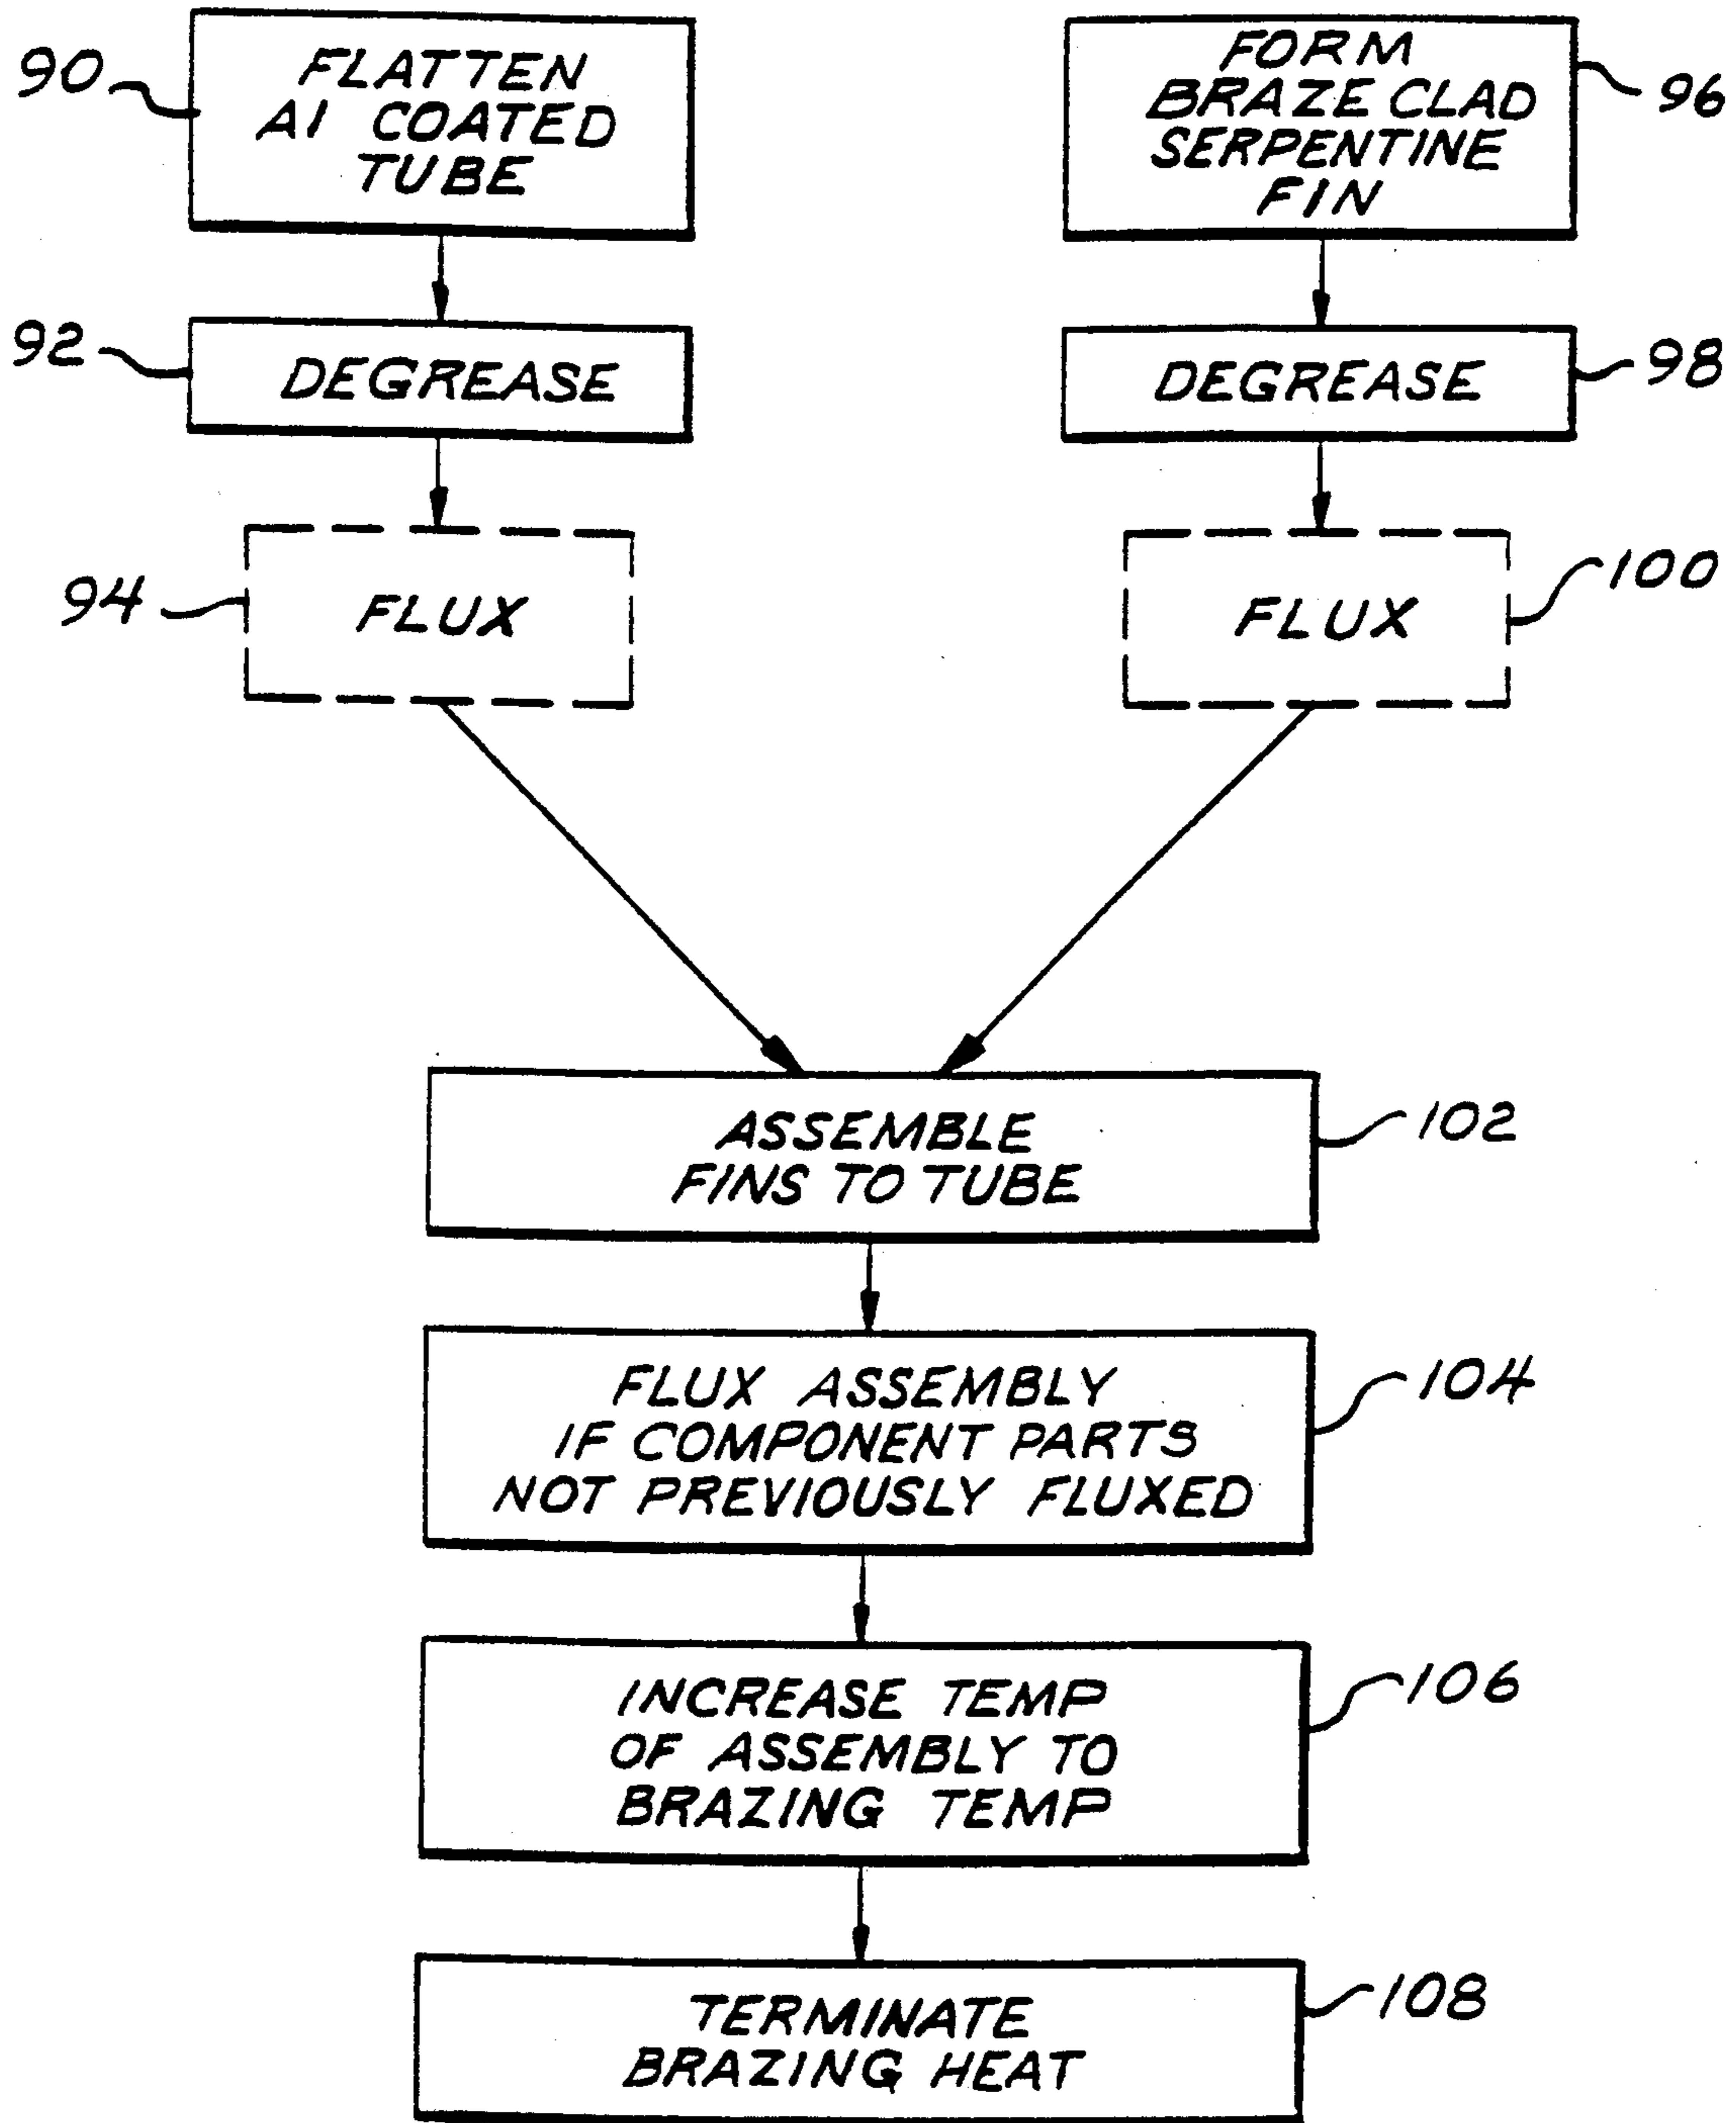 90
FLATTEN
Al COATED
TUBE
FORM
BRAZE CLAD
SERPENTINE
FIN
96
92
DEGREASE
DEGREASE
98
94
FLUX
FLUX
100
ASSEMBLE
FINS TO TUBE
102
FLUX ASSEMBLY
IF COMPONENT PARTS
NOT PREVIOUSLY FLUXED
104
INCREASE TEMP
OF ASSEMBLY TO
BRAZING TEMP
106
TERMINATE
BRAZING HEAT
108